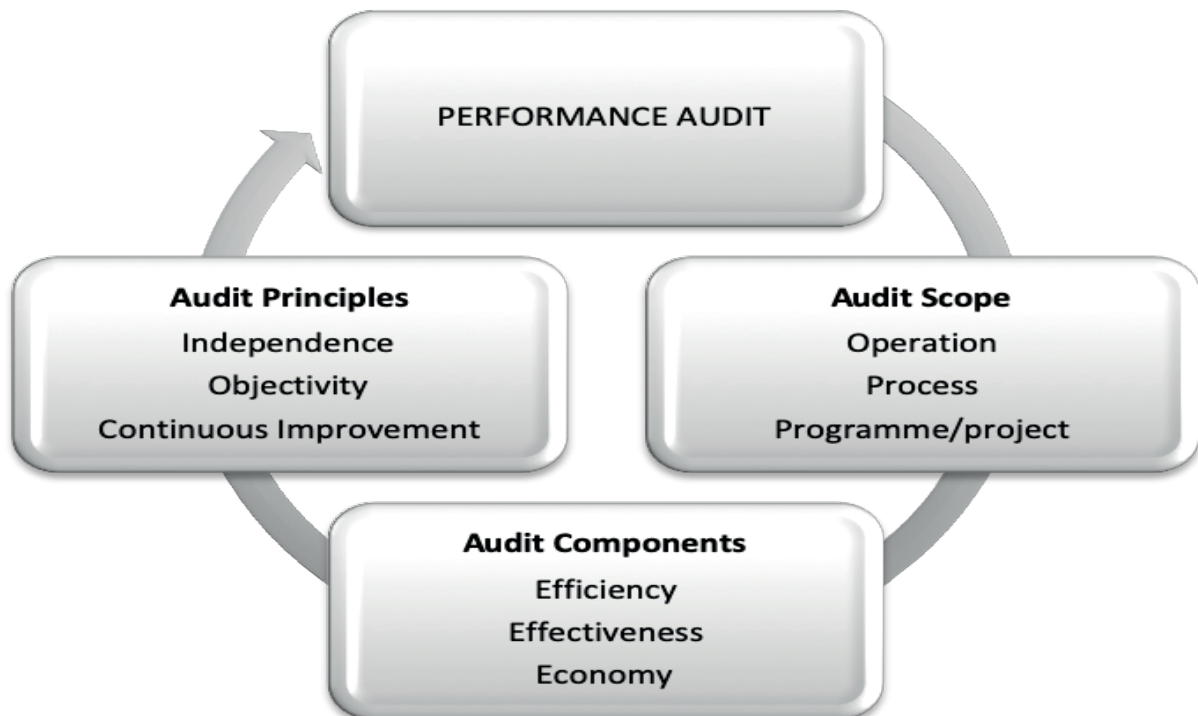 PERFORMANCE AUDIT
Audit Principles
Independence
Objectivity
Continuous Improvement
Audit Scope
Operation
Process
Programme/project
Audit Components
Efficiency
Effectiveness
Economy